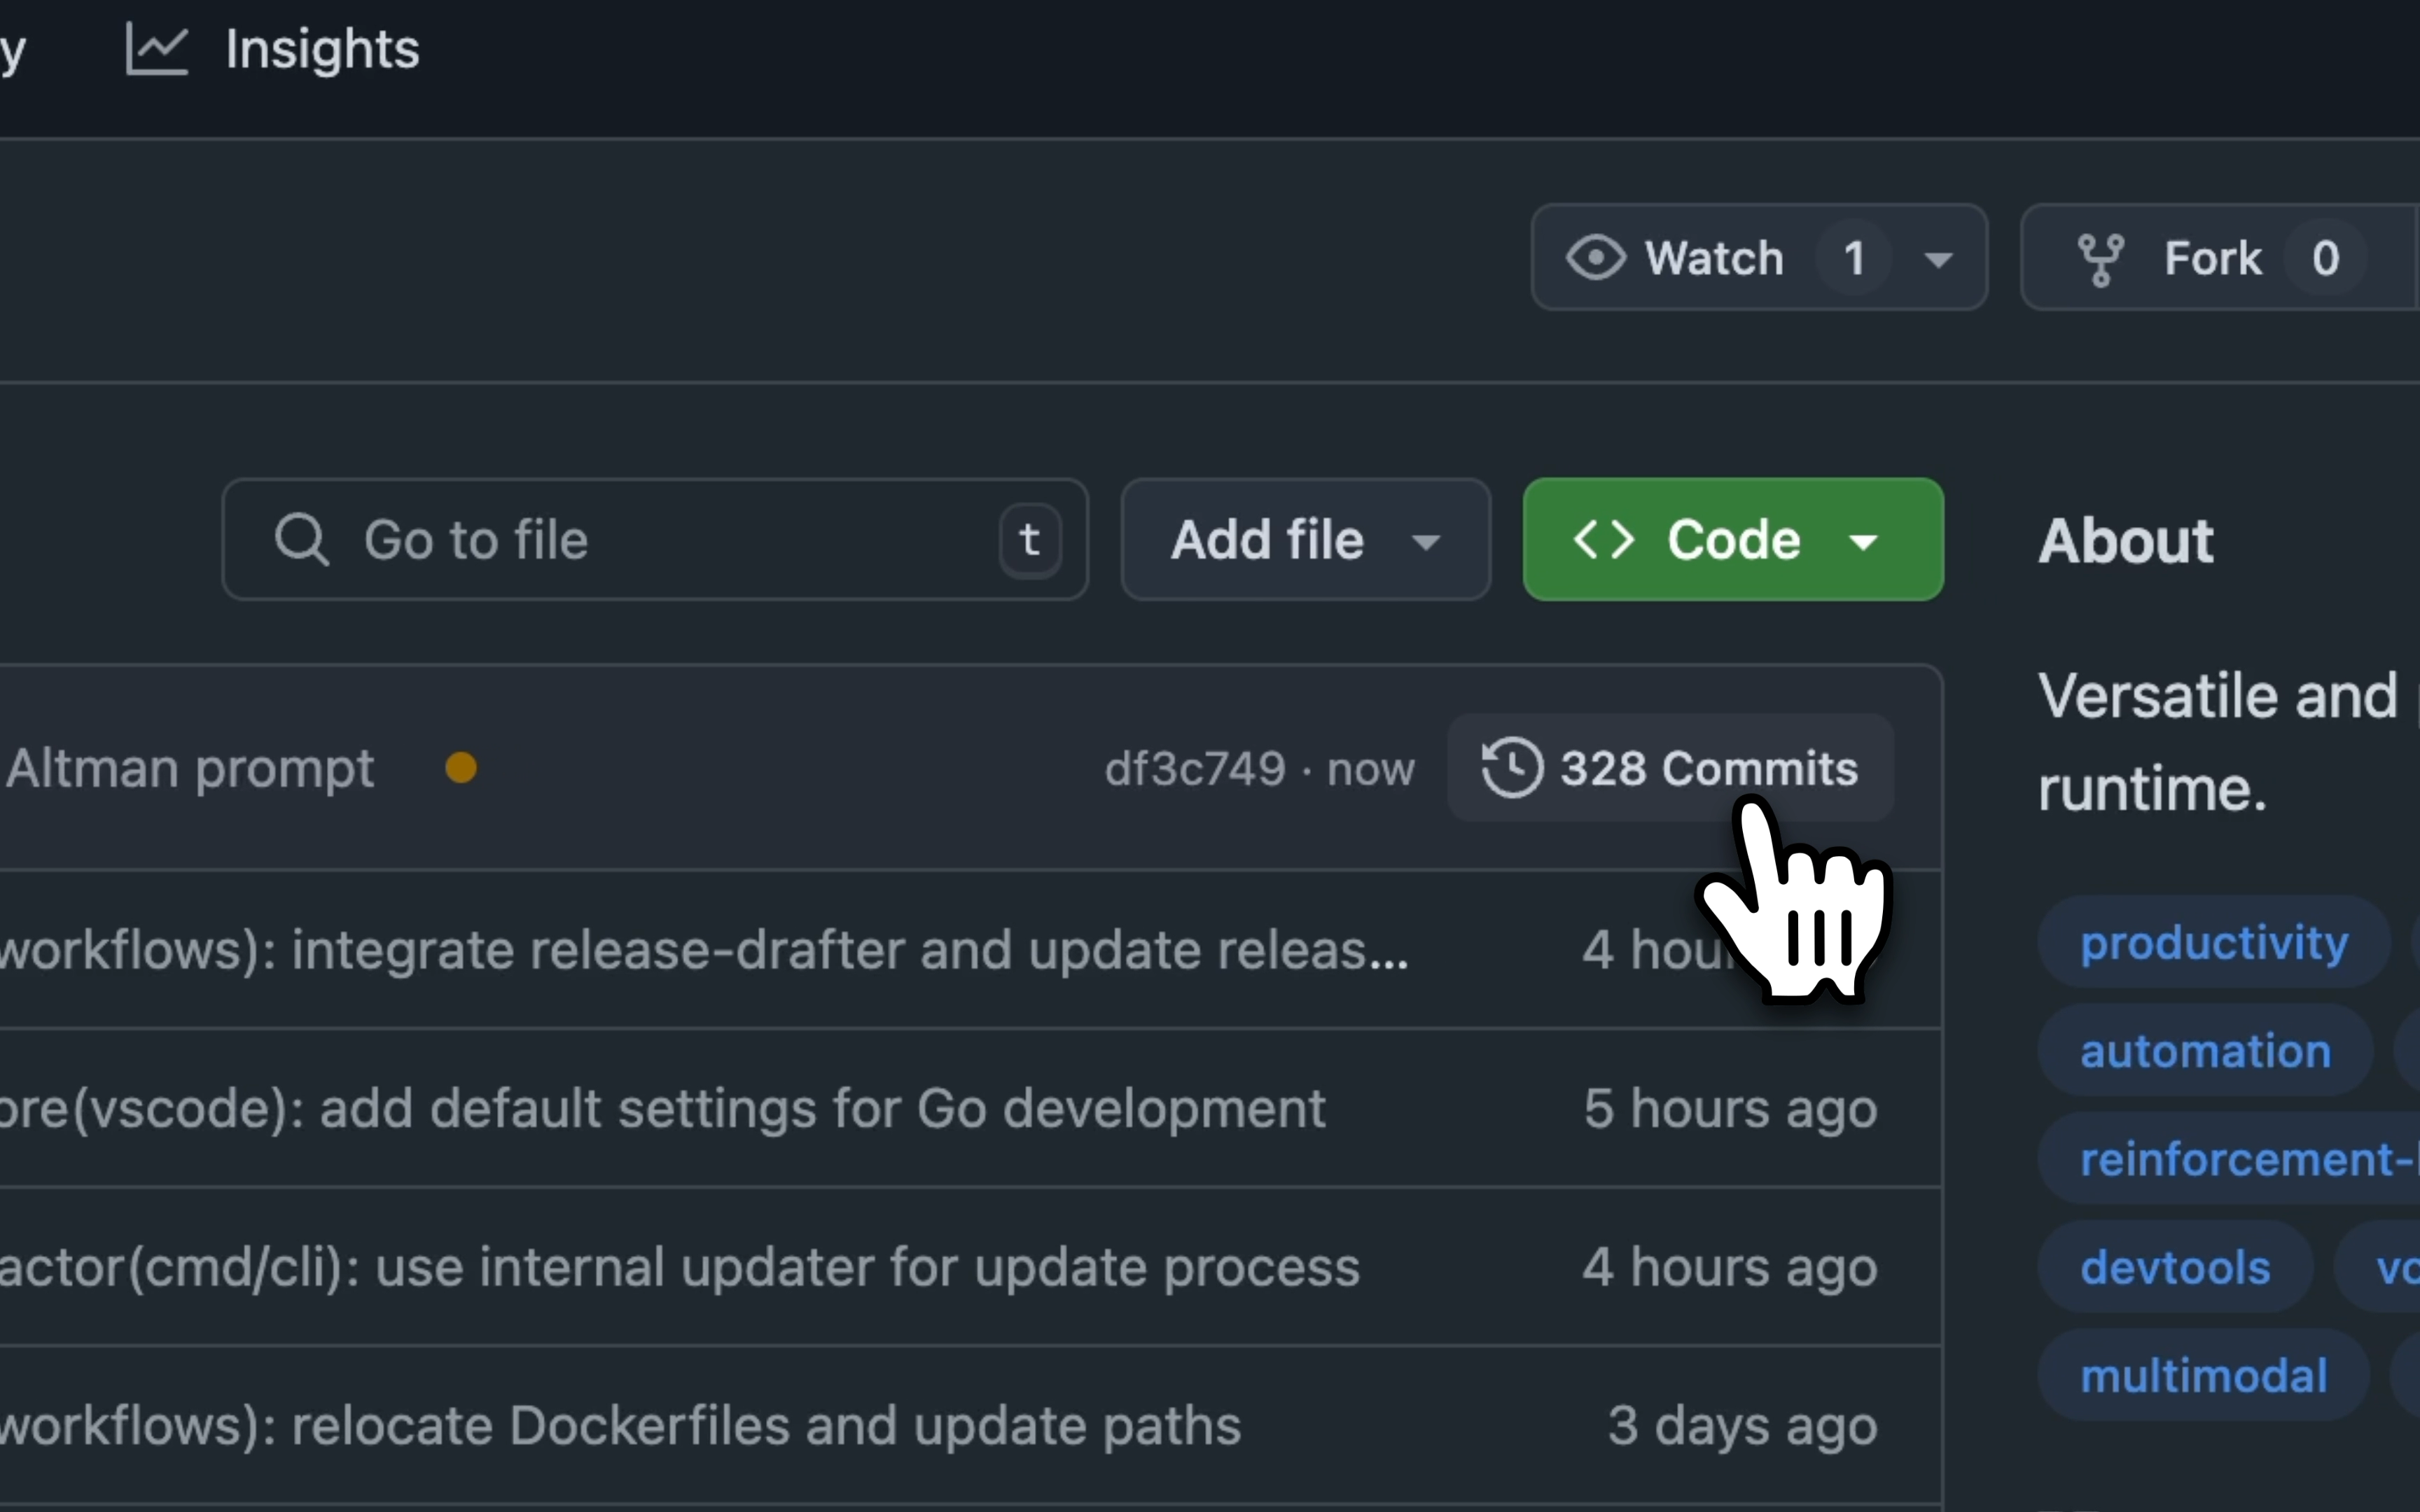 y Insights
Watch 1 Fork 0
Go to file t Add file Code About
Versatile and
runtime.
Altman prompt df3c749 · now 328 Commits
workflows): integrate release-drafter and update releas... 4 hour
ore(vscode): add default settings for Go development 5 hours ago
actor(cmd/cli): use internal updater for update process 4 hours ago
workflows): relocate Dockerfiles and update paths 3 days ago
productivity
automation
reinforcement-
devtools vo
multimodal